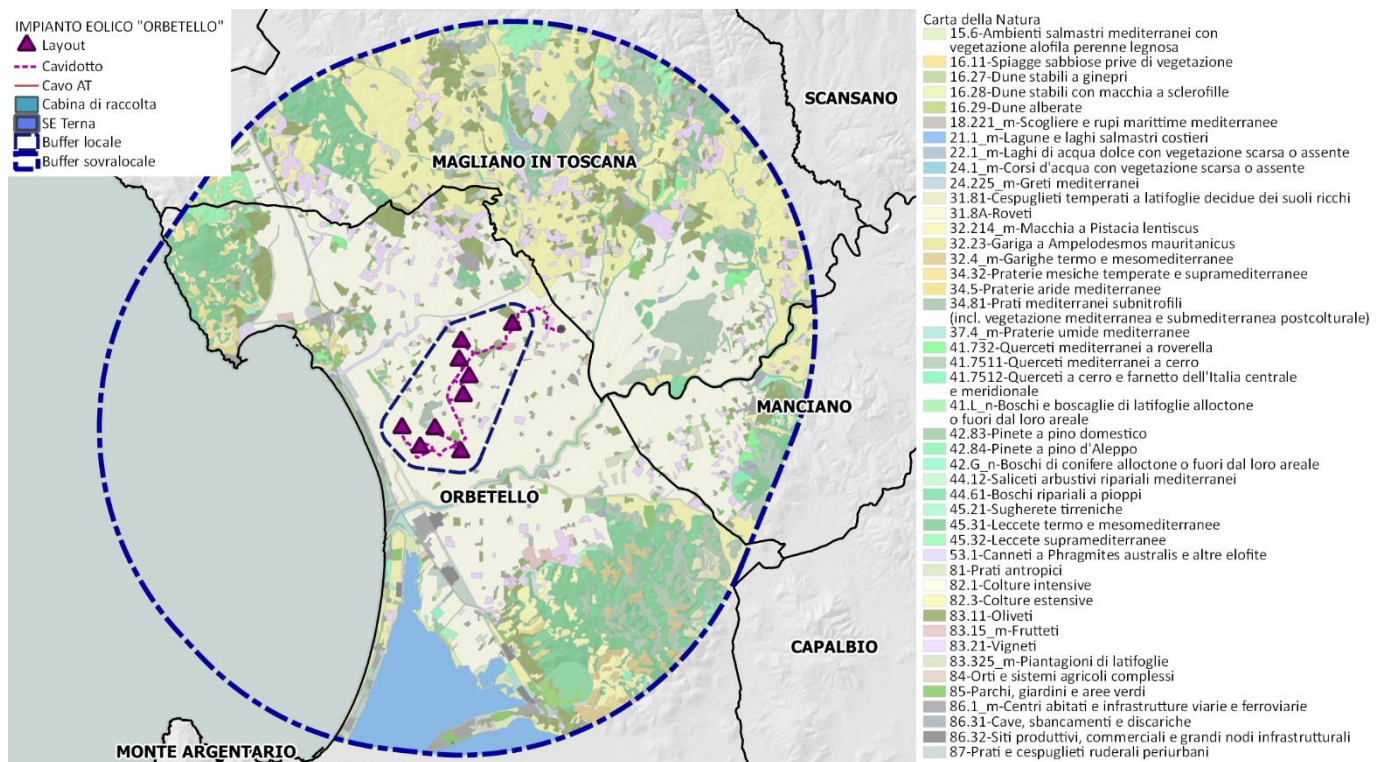 IMPIANTO EOLICO "ORBETELLO"
Layout
Cavidotto
Cavo AT
Cabina di raccolta
SE Terna
Buffer locale
Buffer sovralocale
SCANSANO
MAGLIANO IN TOSCANA
MANCIANO
ORBETELLO
CAPALBIO
MONTE ARGENTARIO
Carta della Natura
15.6-Ambienti salmastri mediterranei con
vegetazione alofila perenne legnosa
16.11-Spiagge sabbiose prive di vegetazione
16.27-Dune stabili a ginepri
16.28-Dune stabili con macchia a sclerofille
16.29-Dune alberate
18.221_m-Scogliere e rupi marittime mediterranee
21.1_m-Lagune e laghi salmastri costieri
22.1_m-Laghi di acqua dolce con vegetazione scarsa o assente
24.1_m-Corsi d'acqua con vegetazione scarsa o assente
24.225_m-Greti mediterranei
31.81-Cespuglieti temperati a latifoglie decidue dei suoli ricchi
31.8A-Roveti
32.214_m-Macchia a Pistacia lentiscus
32.23-Gariga a Ampelodesmos mauritanicus
32.4_m-Garighe termo e mesomediterranee
34.32-Praterie mesiche temperate e supramediterranee
34.5-Praterie aride mediterranee
34.81-Prati mediterranei subnitrofili
(incl. vegetazione mediterranea e submediterranea postcolturale)
37.4_m-Praterie umide mediterranee
41.732-Querceti mediterranei a roverella
41.7511-Querceti mediterranei a cerro
41.7512-Querceti a cerro e farnetto dell'Italia centrale
e meridionale
41.L_n-Boschi e boscaglie di latifoglie alloctone
o fuori dal loro areale
42.83-Pinete a pino domestico
42.84-Pinete a pino d'Aleppo
42.G_n-Boschi di conifere alloctone o fuori dal loro areale
44.12-Saliceti arbustivi ripariali mediterranei
44.61-Boschi ripariali a pioppi
45.21-Sugherete tirreniche
45.31-Leccete termo e mesomediterranee
45.32-Leccete supramediterranee
53.1-Canneti a Phragmites australis e altre elofite
81-Prati antropici
82.1-Colture intensive
82.3-Colture estensive
83.11-Oliveti
83.15_m-Frutteti
83.21-Vigneti
83.325_m-Piantagioni di latifoglie
84-Orti e sistemi agricoli complessi
85-Parchi, giardini e aree verdi
86.1_m-Centri abitati e infrastrutture viarie e ferroviarie
86.31-Cave, sbancamenti e discariche
86.32-Siti produttivi, commerciali e grandi nodi infrastrutturali
87-Prati e cespuglieti ruderali periurbani